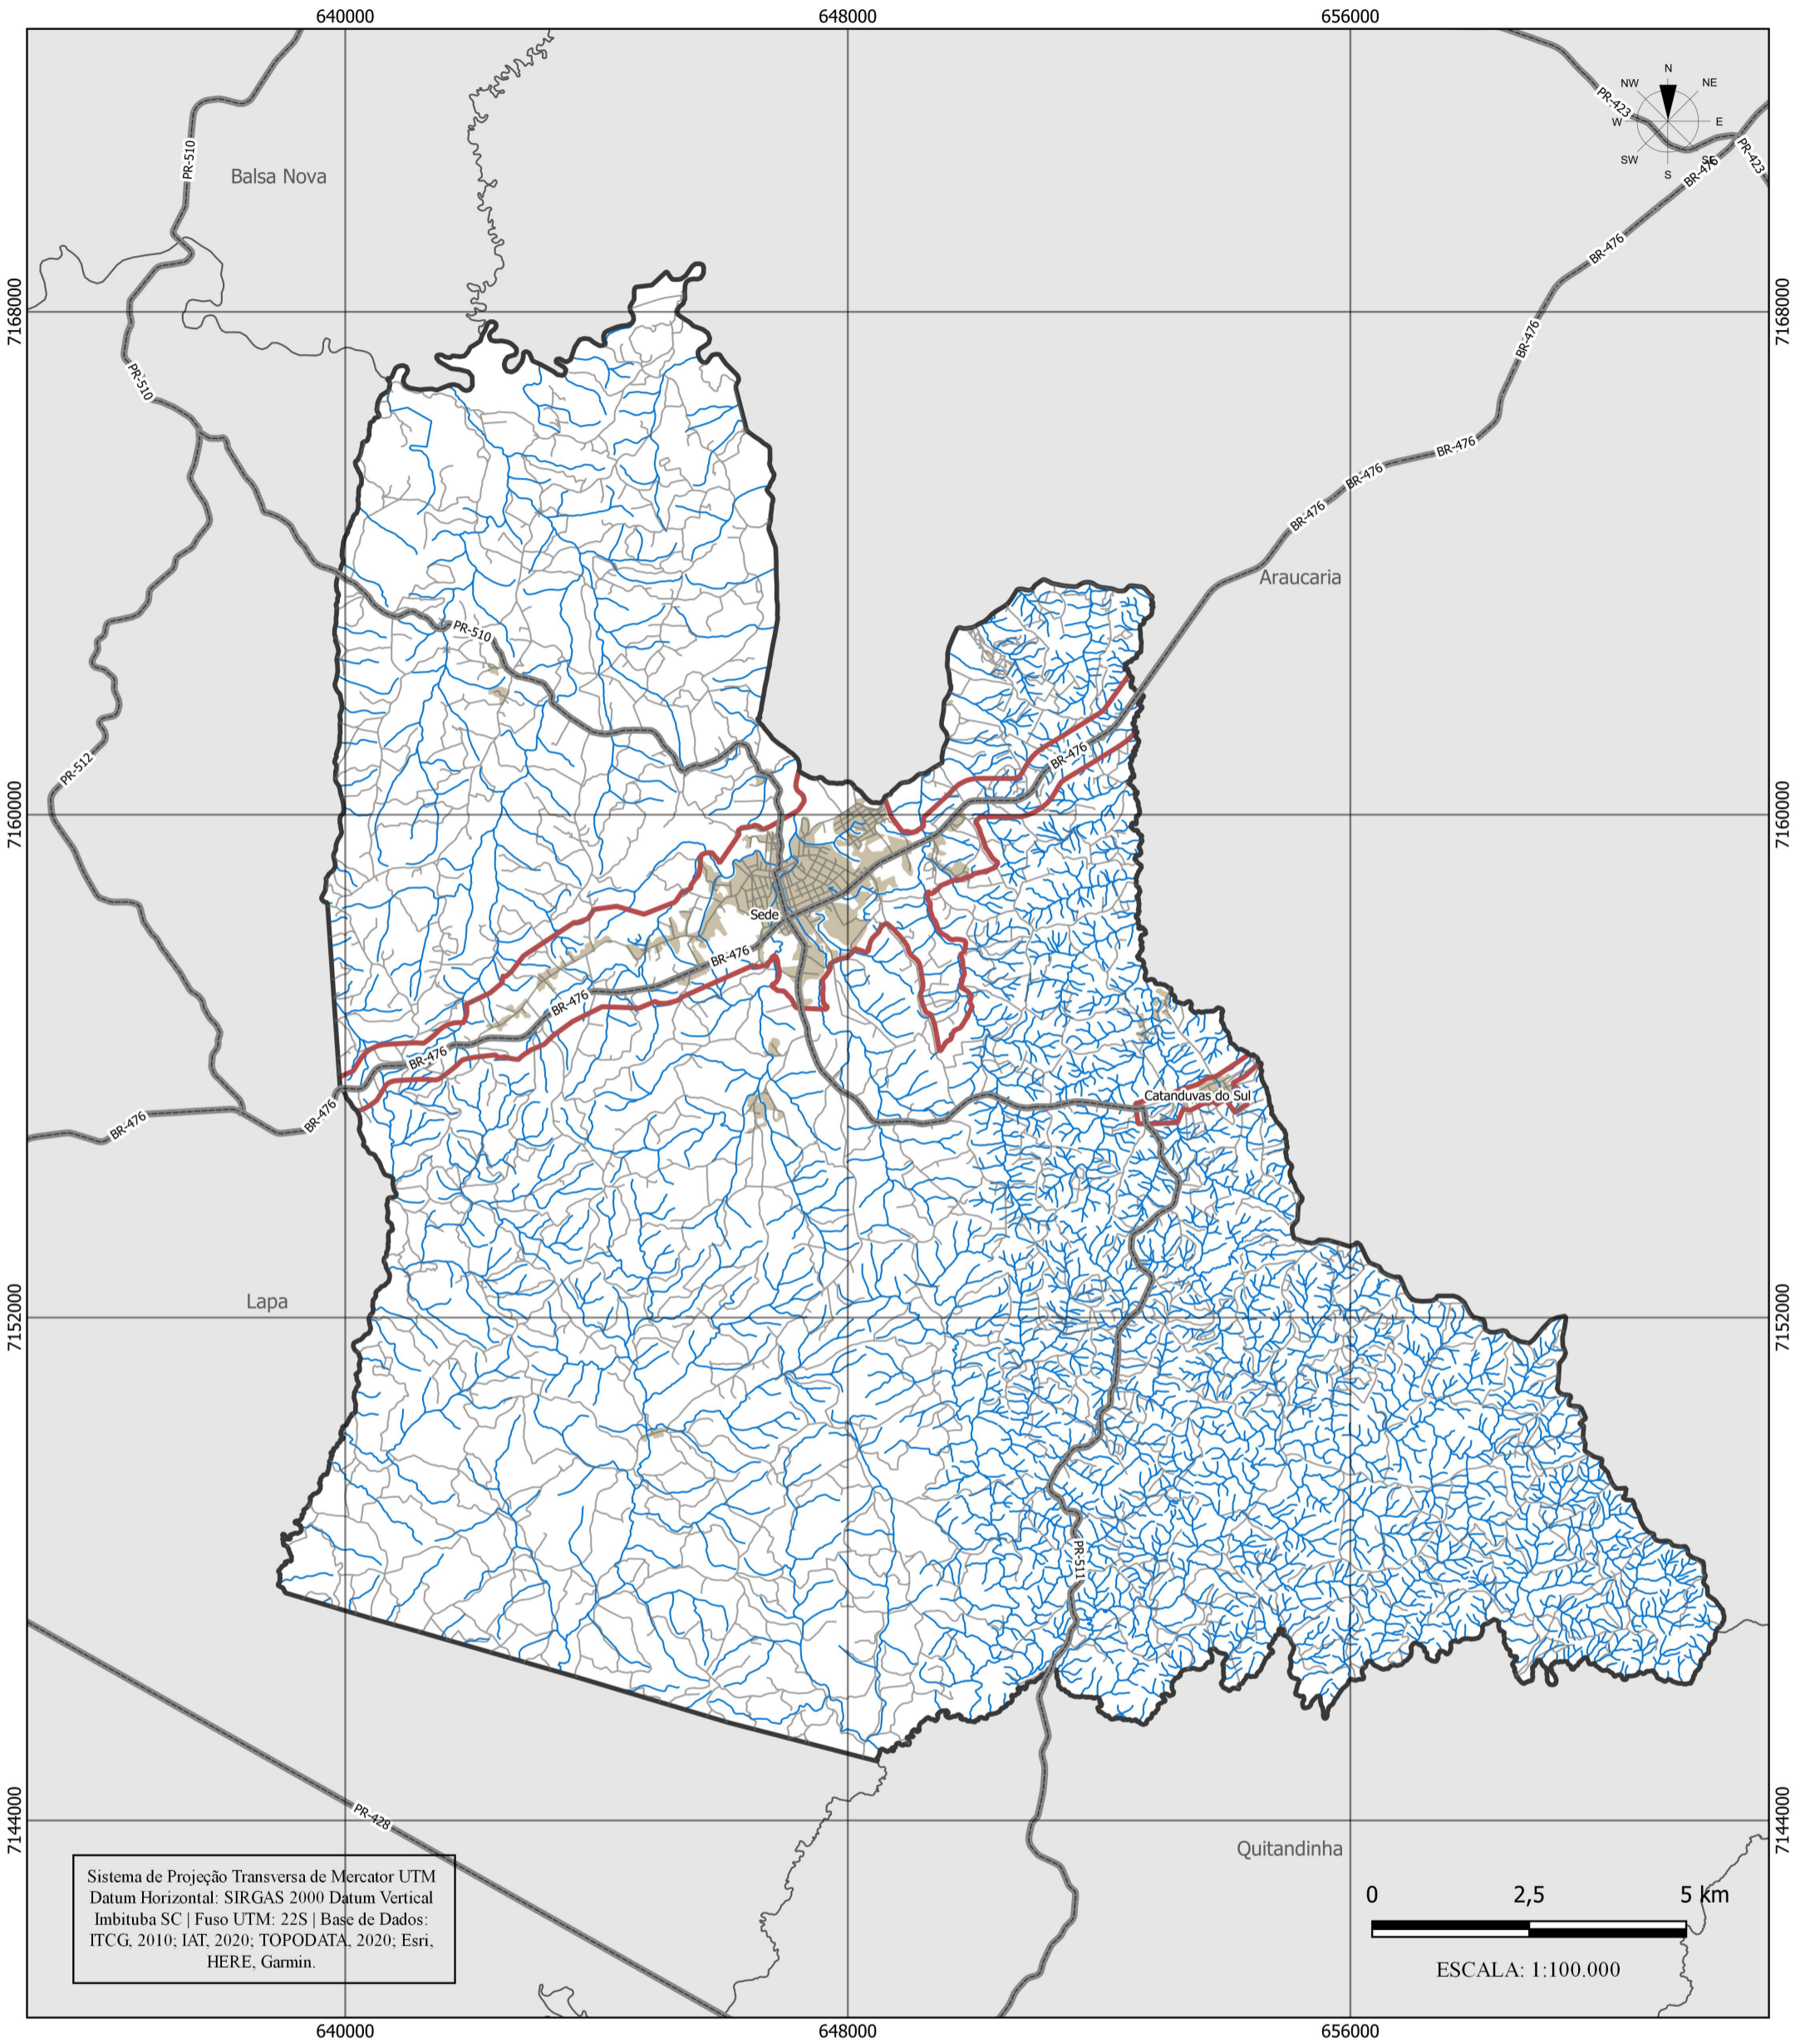 640000 648000 656000
N
NW NE
W E
SW SE
S
PR-423
PR-423
BR-476
PR-510
Balsa Nova
BR-476
7168000 7168000
BR-476
PR-510
BR-476
BR-476
BR-476
Araucaria
PR-510
BR-476
PR-512
7160000 7160000
Sede
BR-476
BR-476
BR-476
Catanduvas do Sul
BR-476
BR-476
Lapa
7152000 7152000
PR-511
PR-428
7144000 7144000
Quitandinha
Sistema de Projeção Transversa de Mercator UTM
Datum Horizontal: SIRGAS 2000 Datum Vertical
Imbituba SC | Fuso UTM: 22S | Base de Dados:
ITCG, 2010; IAT, 2020; TOPODATA, 2020; Esri,
HERE, Garmin.
0 2,5 5 km
ESCALA: 1:100.000
640000 648000 656000